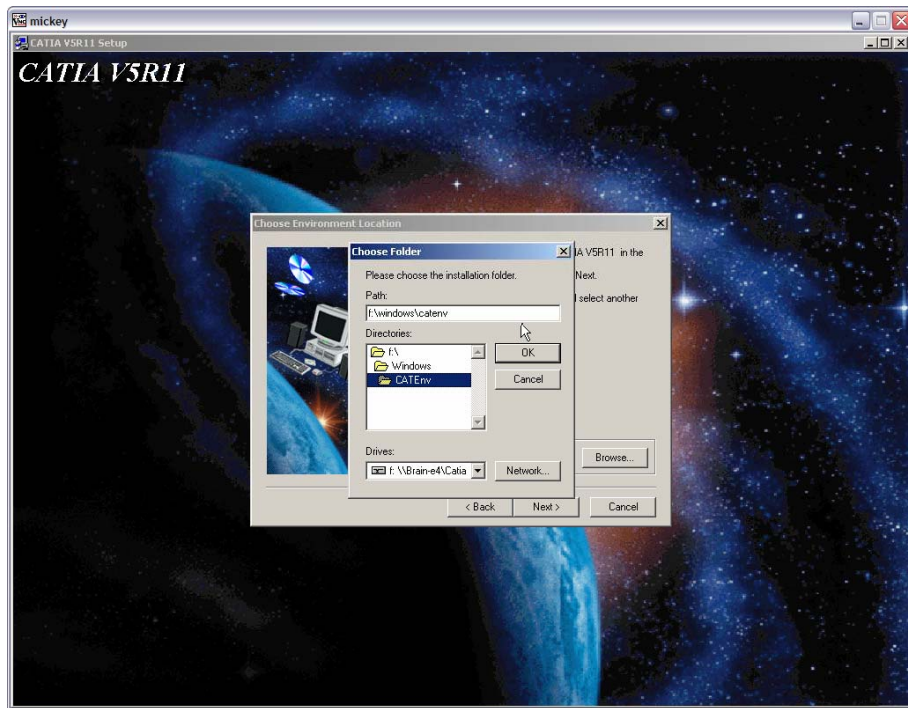 mickey
CATIA V5R11 Setup
CATIA V5R11
Choose Environment Location
Choose Folder
IA V5R11 in the
Please choose the installation folder.
Next.
Path:
select another
f:\windows\catenv
Directories:
f:\
OK
Windows
CATEnv
Cancel
Drives:
Browse...
f: \\Brain-e4\Catia
Network...
< Back
Next >
Cancel